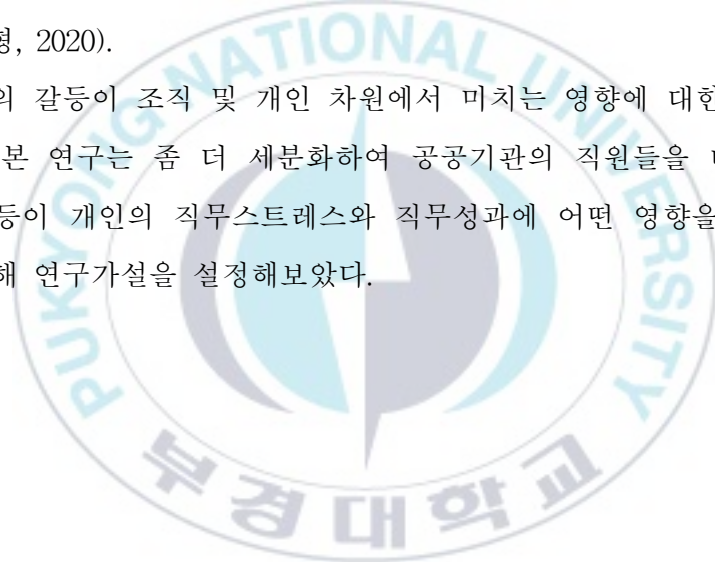 형, 2020).
의 갈등이 조직 및 개인 차원에서 미치는 영향에 대한
본 연구는 좀 더 세분화하여 공공기관의 직원들을
등이 개인의 직무스트레스와 직무성과에 어떤 영향을
해 연구가설을 설정해보았다.
PUKYONG NATIONAL UNIVERSITY
부경대학교